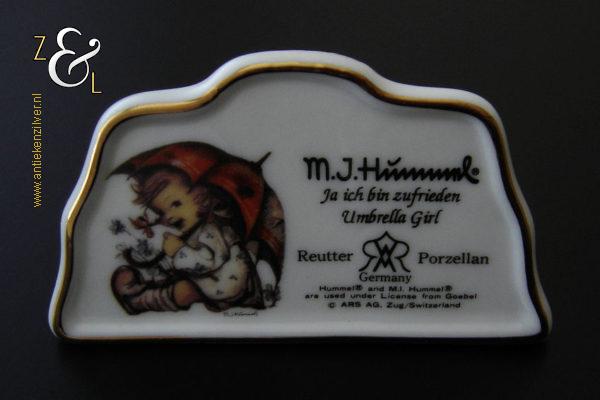 Z & L
www.antiekenzilver.nl
M.J.Hummel®
Ja ich bin zufrieden
Umbrella Girl
Reutter Porzellan
Germany
Hummel® and M.I. Hummel®
are used under License from Goebel
© ARS AG, Zug/Switzerland
M.J.Hummel